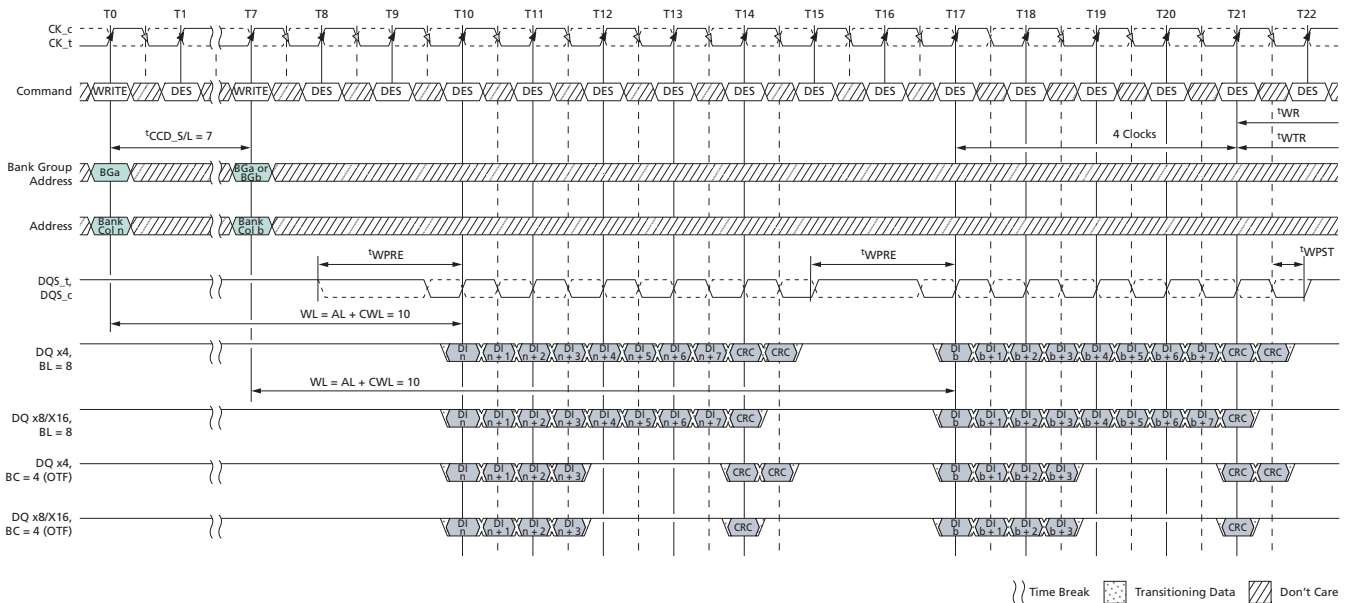 T0 T1 T7 T8 T9 T10 T11 T12 T13 T14 T15 T16 T17 T18 T19 T20 T21 T22
CK_c
CK_t
Command WRITE DES WRITE DES DES DES DES DES DES DES DES DES DES DES DES DES DES DES
tWR
tCCD_S/L = 7 4 Clocks tWTR
Bank Group
Address
BGa
BGa or
BGb
Address
Bank
Col n
Bank
Col b
tWPRE tWPRE tWPST
DQS_t,
DQS_c
WL = AL + CWL = 10
DQ x4,
BL = 8
DI n DI n + 1 DI n + 2 DI n + 3 DI n + 4 DI n + 5 DI n + 6 DI n + 7 CRC CRC DI b DI b + 1 DI b + 2 DI b + 3 DI b + 4 DI b + 5 DI b + 6 DI b + 7 CRC CRC
WL = AL + CWL = 10
DQ x8/X16,
BL = 8
DI n DI n + 1 DI n + 2 DI n + 3 DI n + 4 DI n + 5 DI n + 6 DI n + 7 CRC DI b DI b + 1 DI b + 2 DI b + 3 DI b + 4 DI b + 5 DI b + 6 DI b + 7 CRC
DQ x4,
BC = 4 (OTF)
DI n DI n + 1 DI n + 2 DI n + 3 CRC CRC DI b DI b + 1 DI b + 2 DI b + 3 CRC CRC
DQ x8/X16,
BC = 4 (OTF)
DI n DI n + 1 DI n + 2 DI n + 3 CRC DI b DI b + 1 DI b + 2 DI b + 3 CRC
Time Break Transitioning Data Don't Care